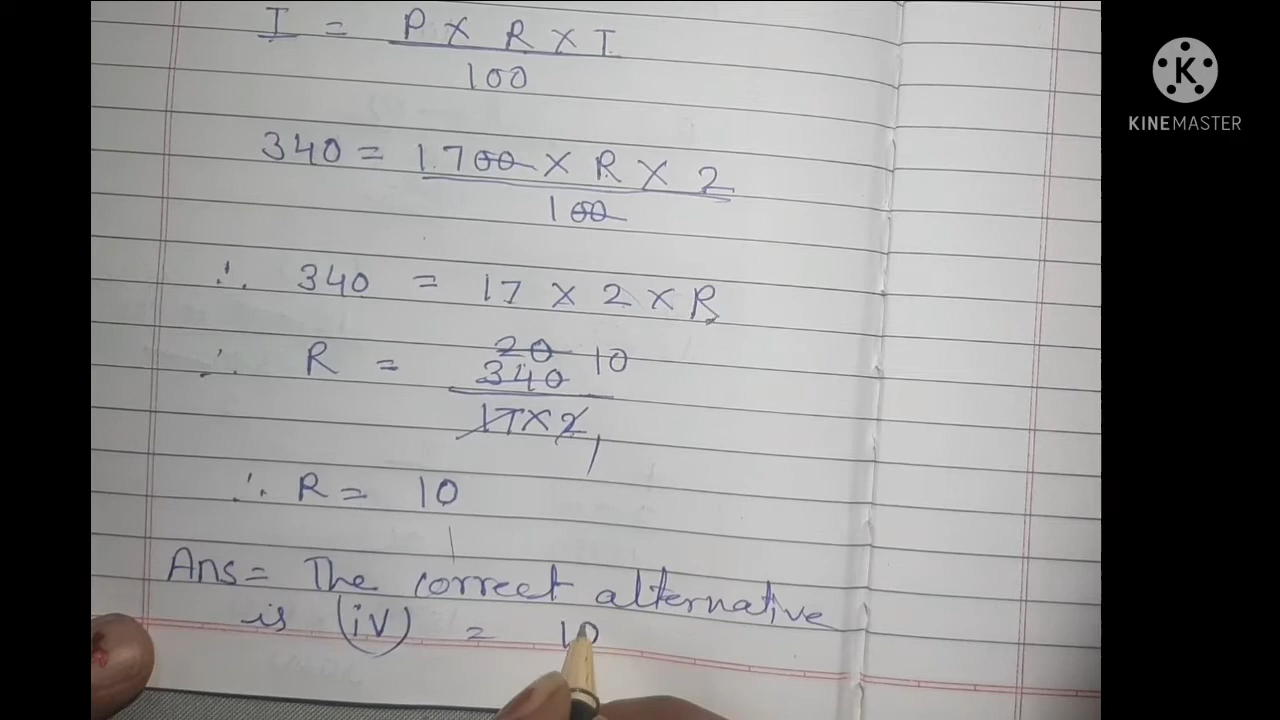 I = P X R X T
100
340 = 1700 X R X 2
100
∴ 340 = 17 X 2 X R
20 10
∴ R = 340
17 X 2
1
∴ R = 10
Ans = The correct alternative
is (iv) = 10
K
KINEMASTER